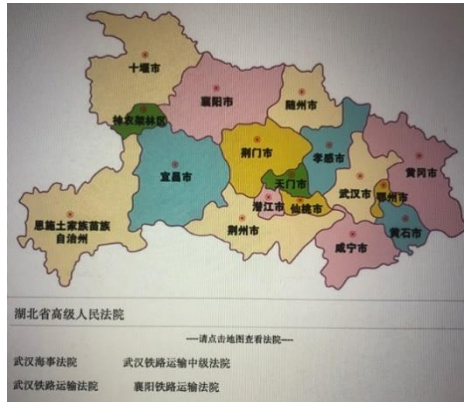 十堰市
神农架林区
襄阳市
随州市
荆门市
孝感市
黄冈市
宜昌市
天门市
武汉市
鄂州市
恩施土家族苗族
自治州
潜江市
仙桃市
荆州市
黄石市
咸宁市
湖北省高级人民法院
----请点击地图查看法院----
武汉海事法院 武汉铁路运输中级法院
武汉铁路运输法院 襄阳铁路运输法院